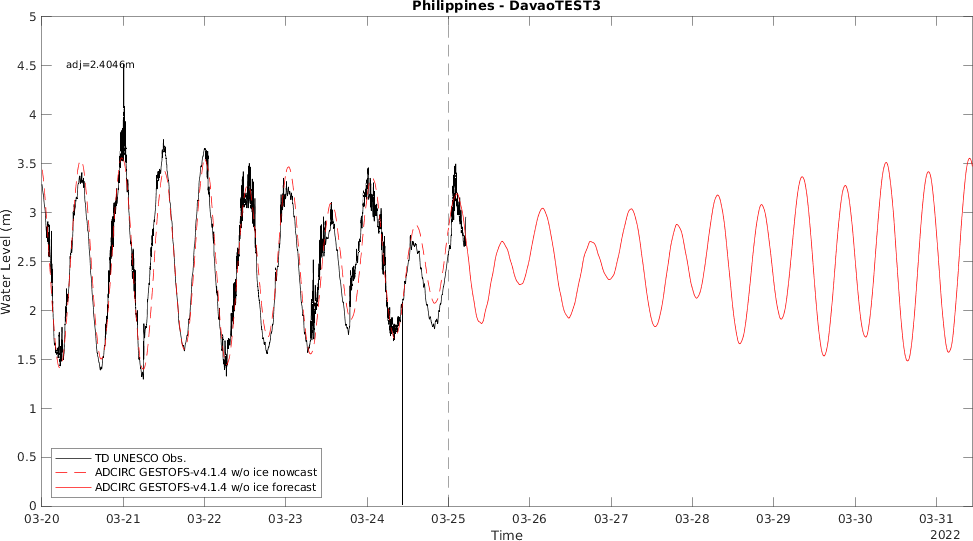 Philippines - DavaoTEST3
5
4.5
4
3.5
3
2.5
2
1.5
1
0.5
0
Water Level (m)
adj=2.4046m
TD UNESCO Obs.
ADCIRC GESTOFS-v4.1.4 w/o ice nowcast
ADCIRC GESTOFS-v4.1.4 w/o ice forecast
03-20 03-21 03-22 03-23 03-24 03-25 03-26 03-27 03-28 03-29 03-30 03-31
Time
2022